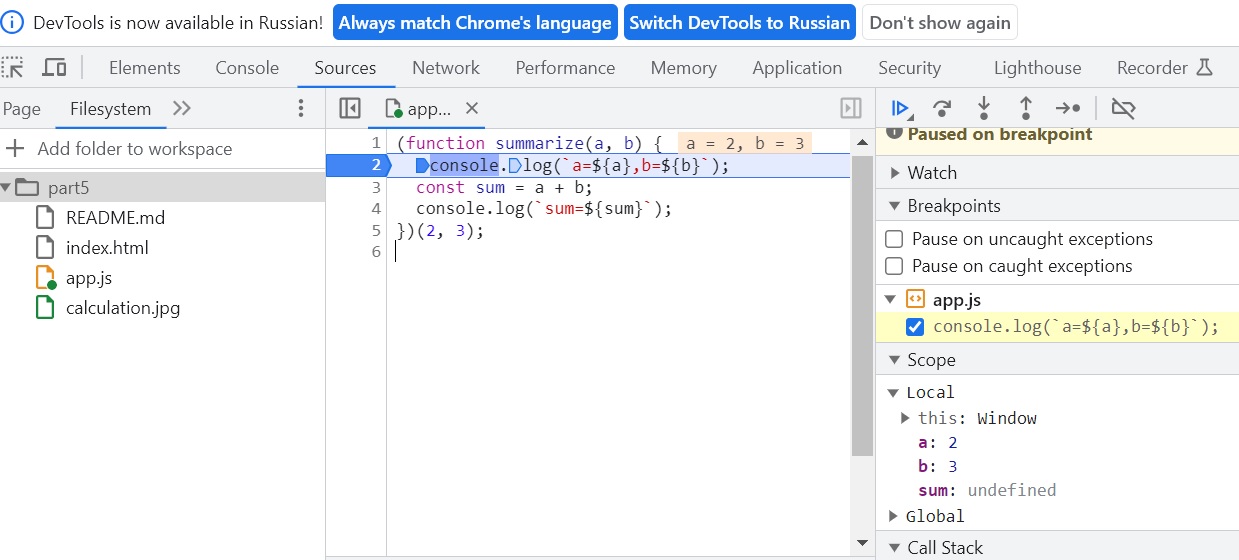 DevTools is now available in Russian! Always match Chrome's language Switch DevTools to Russian Don't show again
Elements Console Sources Network Performance Memory Application Security Lighthouse Recorder
Page Filesystem
Add folder to workspace
part5
README.md
index.html
app.js
calculation.jpg
app...
1 (function summarize(a, b) { a = 2, b = 3
2 console.log(`a=${a},b=${b}`);
3 const sum = a + b;
4 console.log(`sum=${sum}`);
5 })(2, 3);
6
Paused on breakpoint
Watch
Breakpoints
Pause on uncaught exceptions
Pause on caught exceptions
app.js
console.log(`a=${a},b=${b}`);
Scope
Local
this: Window
a: 2
b: 3
sum: undefined
Global
Call Stack